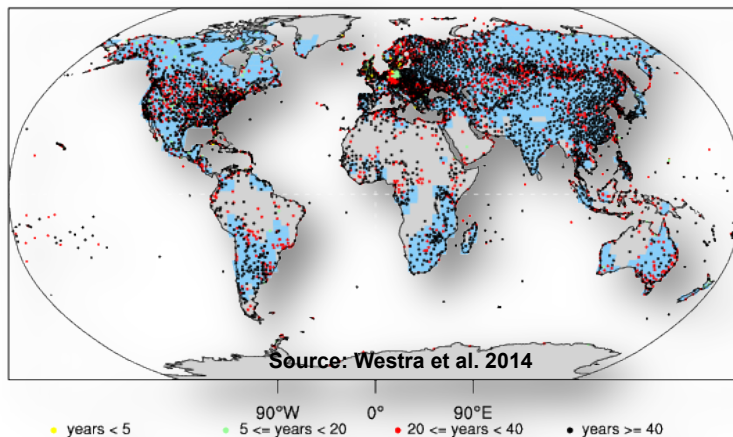 Source: Westra et al. 2014
90°W 0° 90°E
years < 5 5 <= years < 20 20 <= years < 40 years >= 40